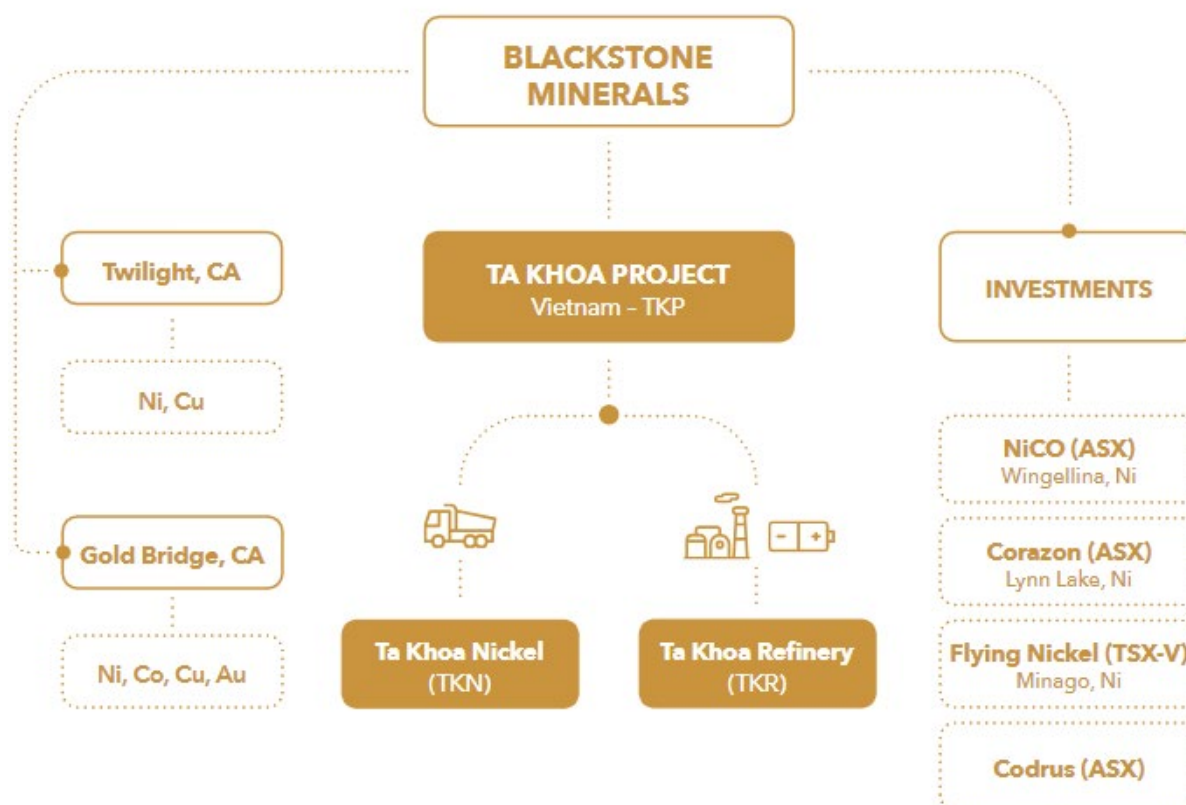 BLACKSTONE
MINERALS
Twilight, CA
Ni, Cu
Gold Bridge, CA
Ni, Co, Cu, Au
TA KHOA PROJECT
Vietnam – TKP
Ta Khoa Nickel
(TKN)
Ta Khoa Refinery
(TKR)
INVESTMENTS
NiCO (ASX)
Wingellina, Ni
Corazon (ASX)
Lynn Lake, Ni
Flying Nickel (TSX-V)
Minago, Ni
Codrus (ASX)